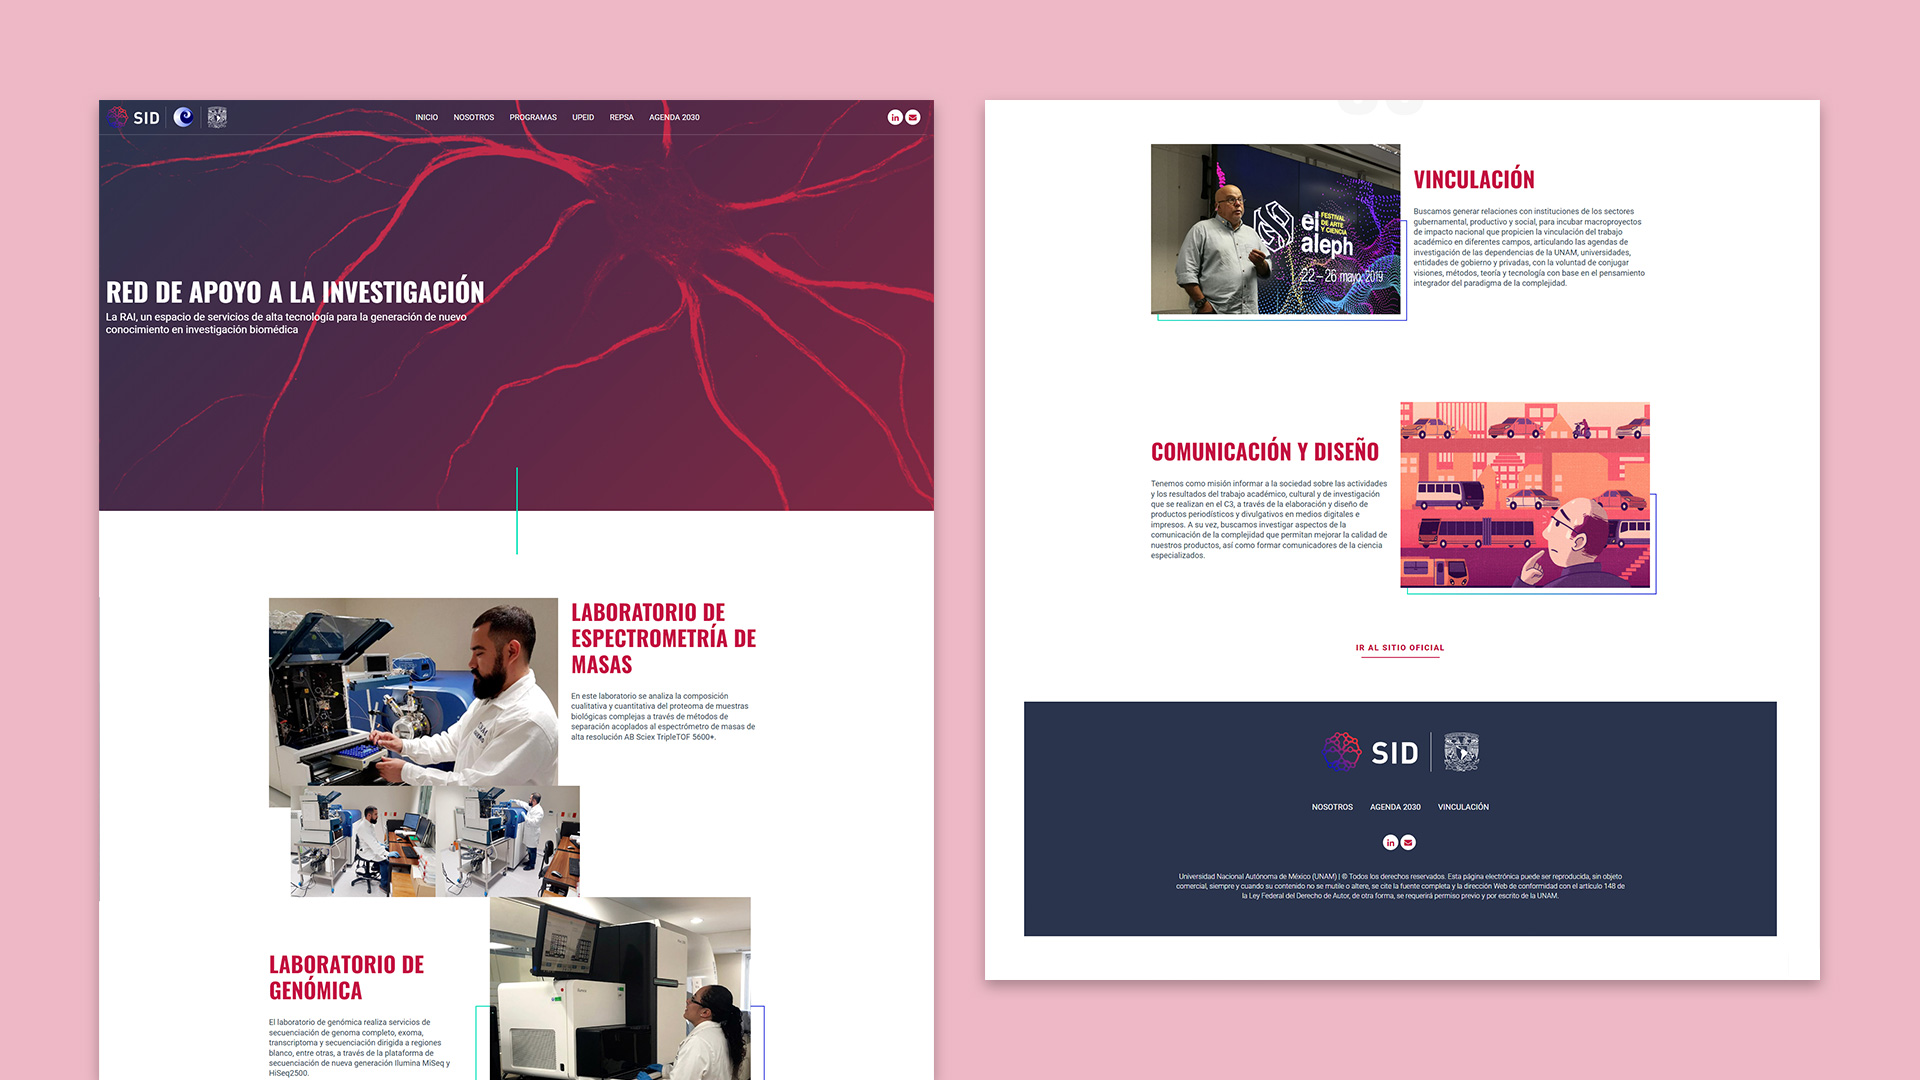 SID
INICIO NOSOTROS PROGRAMAS UPEID REPSA AGENDA 2030
RED DE APOYO A LA INVESTIGACIÓN
La RAI, un espacio de servicios de alta tecnología para la generación de nuevo
conocimiento en investigación biomédica
LABORATORIO DE
ESPECTROMETRÍA DE
MASAS
En este laboratorio se analiza la composición
cualitativa y cuantitativa del proteoma de muestras
biológicas complejas a través de métodos de
separación acoplados al espectrómetro de masas de
alta resolución AB Sciex TripleTOF 5600+.
LABORATORIO DE
GENÓMICA
El laboratorio de genómica realiza servicios de
secuenciación de genoma completo, exoma,
transcriptoma y secuenciación dirigida a regiones
blanco, entre otras, a través de la plataforma de
secuenciación de nueva generación Ilumina MiSeq y
HiSeq2500.
el
aleph
FESTIVAL
DE ARTE
Y CIENCIA
22 – 26 mayo, 2019
VINCULACIÓN
Buscamos generar relaciones con instituciones de los sectores
gubernamental, productivo y social, para incubar macroproyectos
de impacto nacional que propicien la vinculación del trabajo
académico en diferentes campos, articulando las agendas de
investigación de las dependencias de la UNAM, universidades,
entidades de gobierno y privadas, con la voluntad de conjugar
visiones, métodos, teoría y tecnología con base en el pensamiento
integrador del paradigma de la complejidad.
COMUNICACIÓN Y DISEÑO
Tenemos como misión informar a la sociedad sobre las actividades
y los resultados del trabajo académico, cultural y de investigación
que se realizan en el C3, a través de la elaboración y diseño de
productos periodísticos y divulgativos en medios digitales e
impresos. A su vez, buscamos investigar aspectos de la
comunicación de la complejidad que permitan mejorar la calidad de
nuestros productos, así como formar comunicadores de la ciencia
especializados.
IR AL SITIO OFICIAL
SID
NOSOTROS AGENDA 2030 VINCULACIÓN
in
Universidad Nacional Autónoma de México (UNAM) | © Todos los derechos reservados. Esta página electrónica puede ser reproducida, sin objeto
comercial, siempre y cuando su contenido no se mutile o altere, se cite la fuente completa y la dirección Web de conformidad con el artículo 148 de
la Ley Federal del Derecho de Autor, de otra forma, se requerirá permiso previo y por escrito de la UNAM.